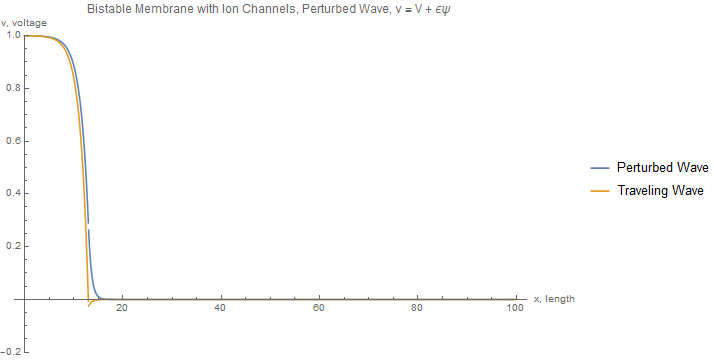 Bistable Membrane with Ion Channels, Perturbed Wave, v = V + ϵψ
v, voltage
1.0
0.8
0.6
0.4
0.2
-0.2
20
40
60
80
100
x, length
Perturbed Wave
Traveling Wave